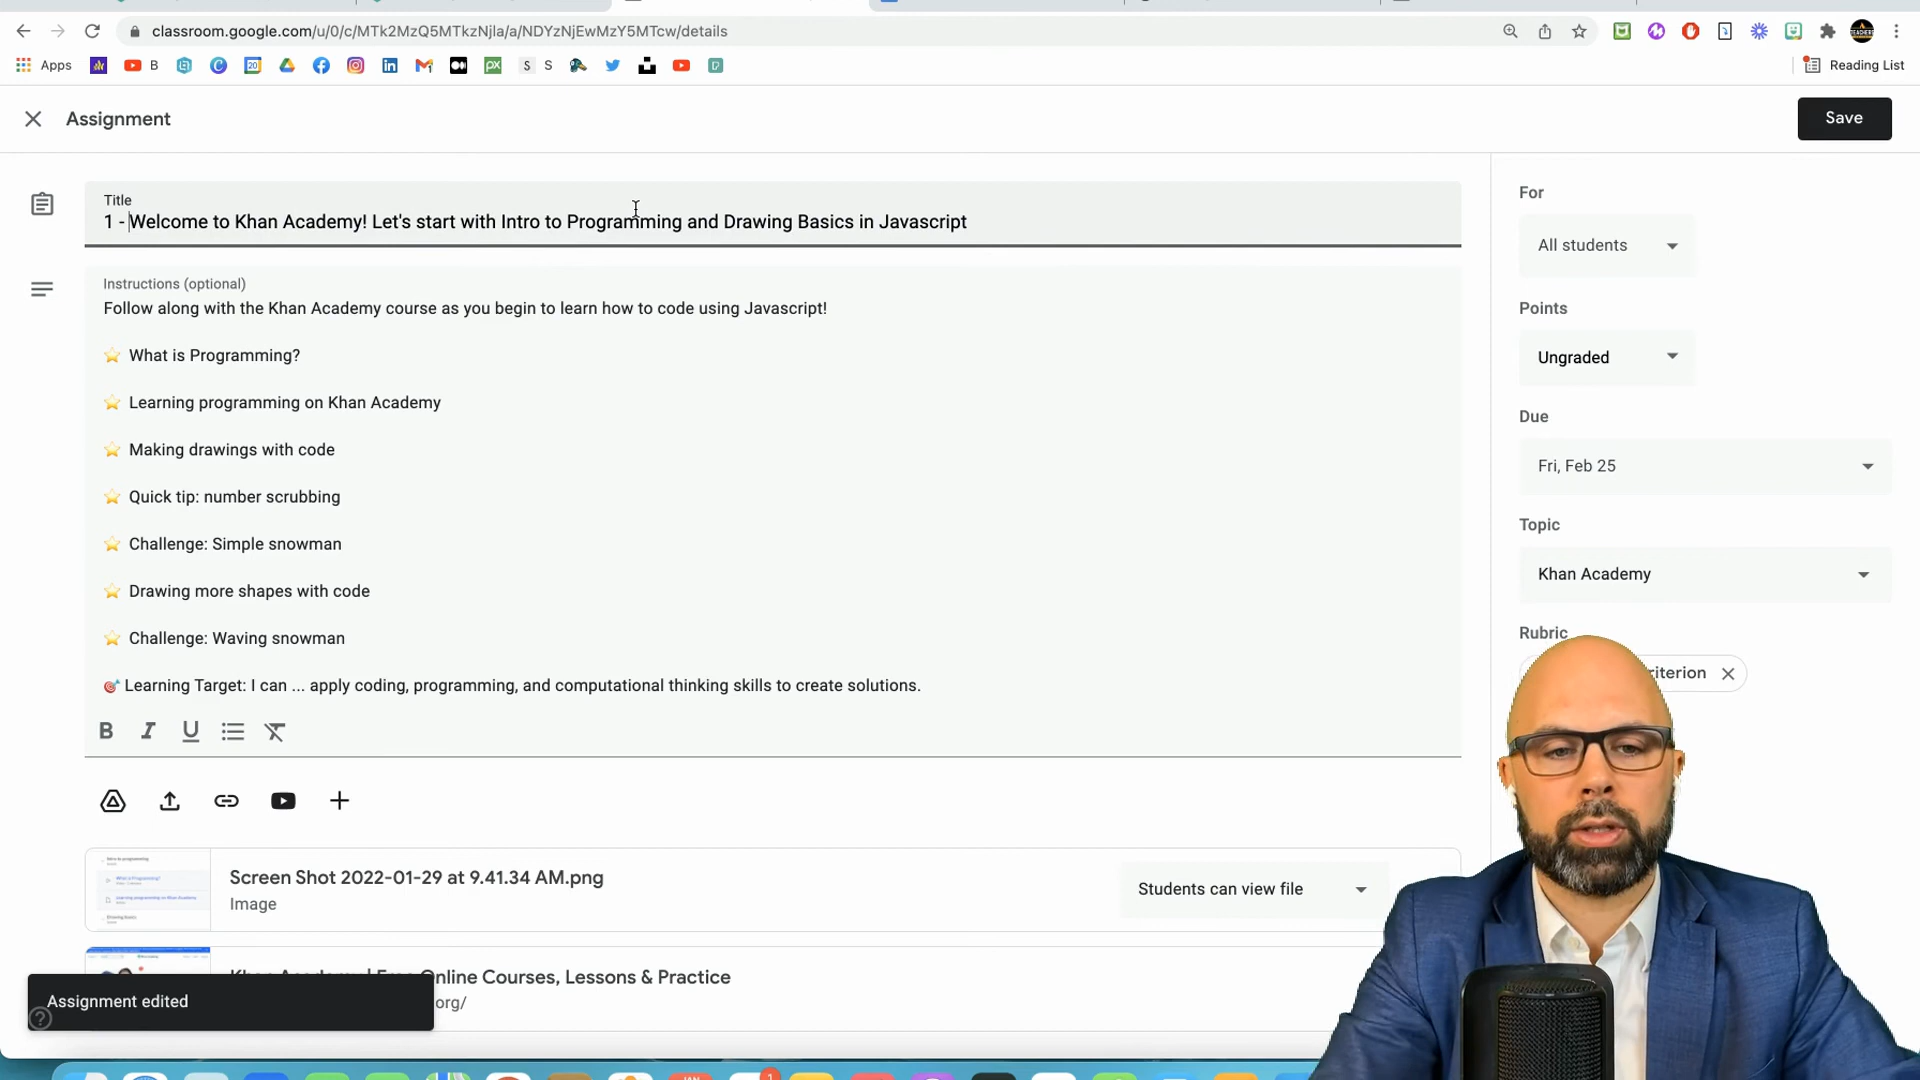 classroom.google.com/u/0/c/MTk2MzQ5MTkzNjla/a/NDYzNjEwMzY5MTcw/details
Apps
B
S
Reading List
Assignment
Save
Title
1 - Welcome to Khan Academy! Let's start with Intro to Programming and Drawing Basics in Javascript
Instructions (optional)
Follow along with the Khan Academy course as you begin to learn how to code using Javascript!
⭐ What is Programming?
⭐ Learning programming on Khan Academy
⭐ Making drawings with code
⭐ Quick tip: number scrubbing
⭐ Challenge: Simple snowman
⭐ Drawing more shapes with code
⭐ Challenge: Waving snowman
🎯 Learning Target: I can ... apply coding, programming, and computational thinking skills to create solutions.
B I U
For
All students
Points
Ungraded
Due
Fri, Feb 25
Topic
Khan Academy
Rubric
Screen Shot 2022-01-29 at 9.41.34 AM.png
Image
Students can view file
Online Courses, Lessons & Practice
org/
Assignment edited